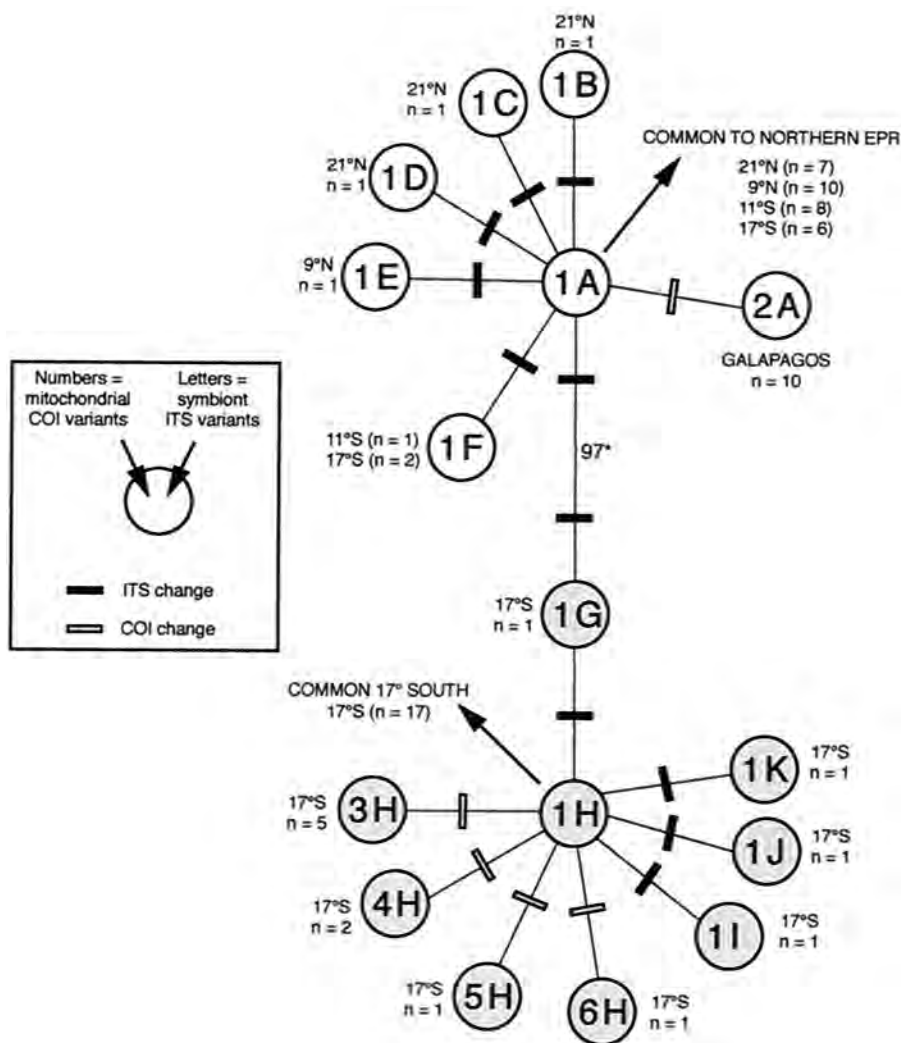 21°N
n = 1
1B
21°N
n = 1
1C
21°N
n = 1
1D
COMMON TO NORTHERN EPR
21°N (n = 7)
9°N (n = 10)
11°S (n = 8)
17°S (n = 6)
9°N
n = 1
1E
1A
2A
GALAPAGOS
n = 10
11°S (n = 1)
17°S (n = 2)
1F
97*
Numbers =
mitochondrial
COI variants
Letters =
symbiont
ITS variants
ITS change
COI change
17°S
n = 1
1G
COMMON 17° SOUTH
17°S (n = 17)
1K
17°S
n = 1
17°S
n = 5
3H
1H
1J
17°S
n = 1
17°S
n = 2
4H
1I
17°S
n = 1
17°S
n = 1
5H
6H
17°S
n = 1